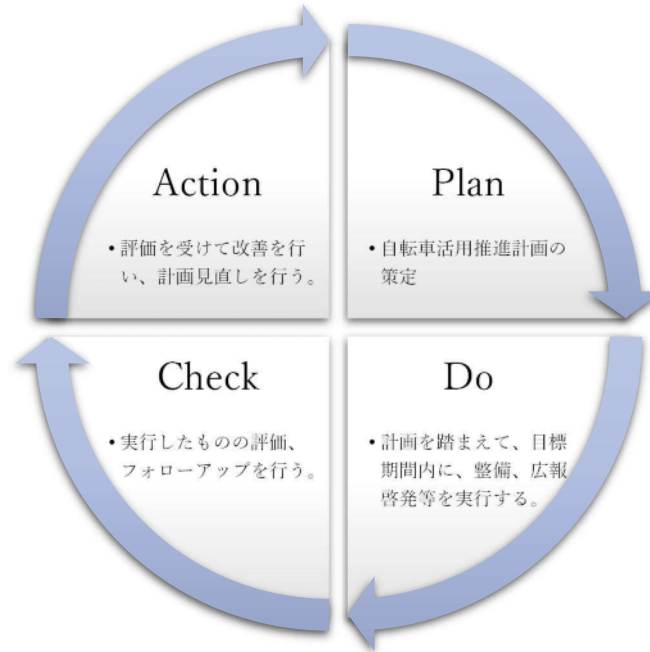 Action
・評価を受けて改善を行
い、計画見直しを行う。
Plan
・自転車活用推進計画の
策定
Check
・実行したものの評価、
フォローアップを行う。
Do
・計画を踏まえて、目標
期間内に、整備、広報
啓発等を実行する。